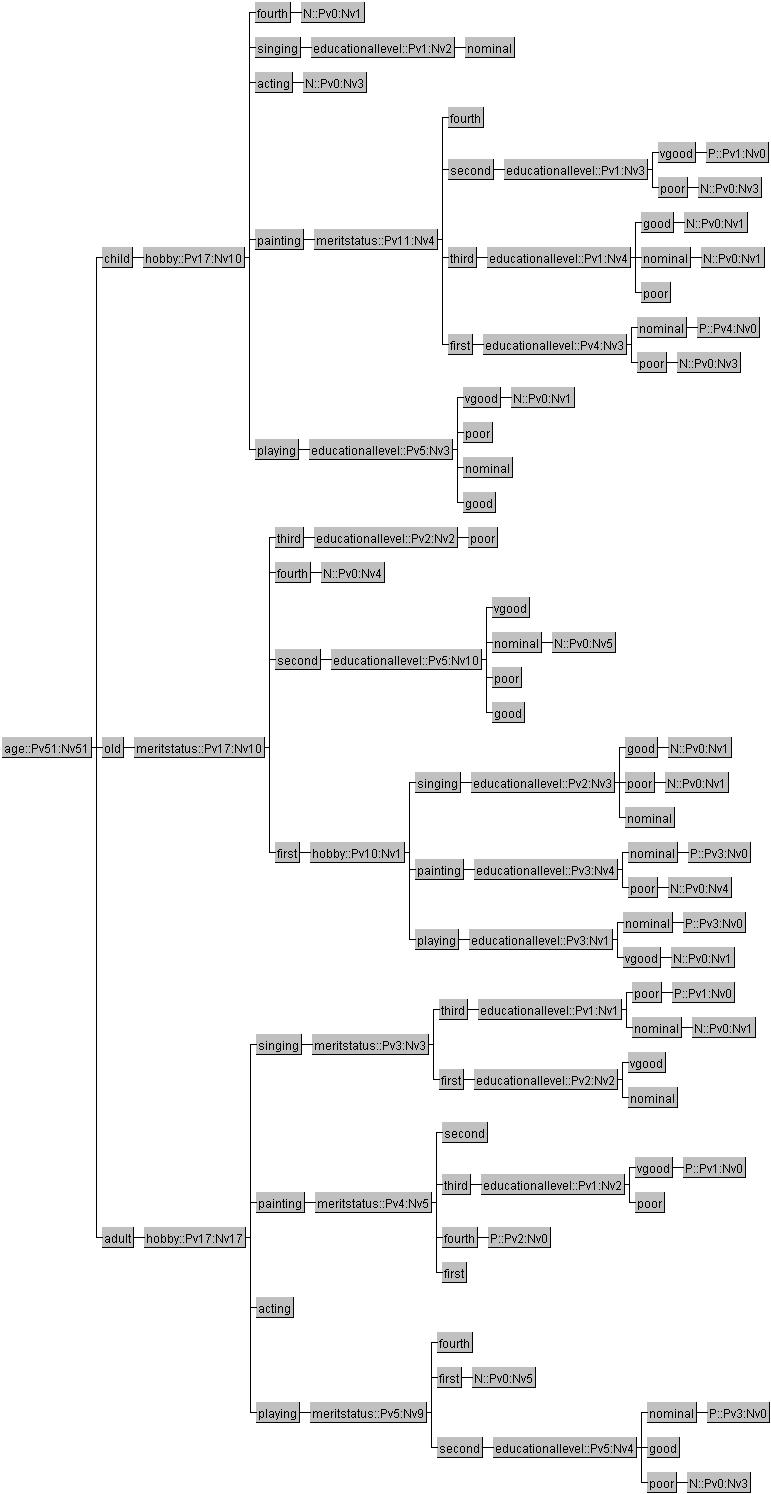 fourth N::Pv0:Nv1
singing educationallevel::Pv1:Nv2 nominal
acting N::Pv0:Nv3
fourth
vgood P::Pv1:Nv0
second educationallevel::Pv1:Nv3
poor N::Pv0:Nv3
good N::Pv0:Nv1
painting meritstatus::Pv11:Nv4
child hobby::Pv17:Nv10
third educationallevel::Pv1:Nv4
nominal N::Pv0:Nv1
poor
nominal P::Pv4:Nv0
first educationallevel::Pv4:Nv3
poor N::Pv0:Nv3
vgood N::Pv0:Nv1
poor
playing educationallevel::Pv5:Nv3
nominal
good
third educationallevel::Pv2:Nv2 poor
fourth N::Pv0:Nv4
vgood
nominal N::Pv0:Nv5
second educationallevel::Pv5:Nv10
poor
good
age::Pv51:Nv51 old meritstatus::Pv17:Nv10
good N::Pv0:Nv1
singing educationallevel::Pv2:Nv3
poor N::Pv0:Nv1
nominal
first hobby::Pv10:Nv1
nominal P::Pv3:Nv0
painting educationallevel::Pv3:Nv4
poor N::Pv0:Nv4
nominal P::Pv3:Nv0
playing educationallevel::Pv3:Nv1
vgood N::Pv0:Nv1
poor P::Pv1:Nv0
third educationallevel::Pv1:Nv1
nominal N::Pv0:Nv1
singing meritstatus::Pv3:Nv3
vgood
first educationallevel::Pv2:Nv2
nominal
second
vgood P::Pv1:Nv0
third educationallevel::Pv1:Nv2
poor
painting meritstatus::Pv4:Nv5
adult hobby::Pv17:Nv17
fourth P::Pv2:Nv0
first
acting
fourth
first N::Pv0:Nv5
playing meritstatus::Pv5:Nv9
nominal P::Pv3:Nv0
second educationallevel::Pv5:Nv4
good
poor N::Pv0:Nv3